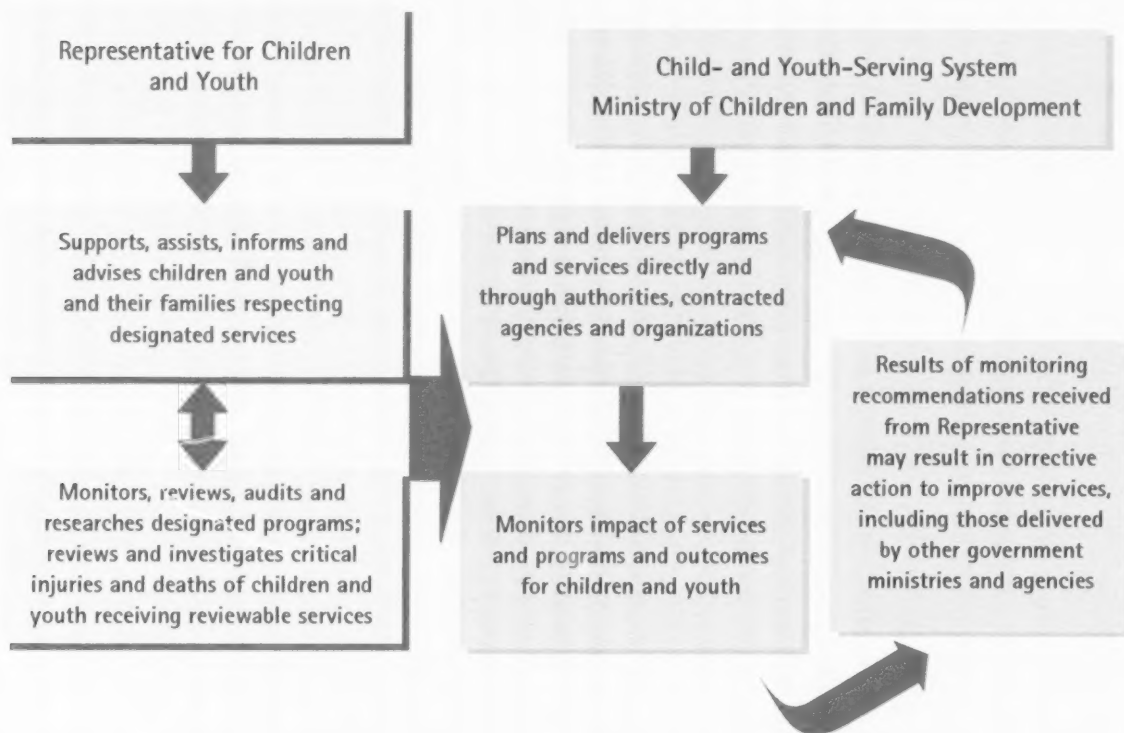 Representative for Children
and Youth
Child- and Youth-Serving System
Ministry of Children and Family Development
Supports, assists, informs and
advises children and youth
and their families respecting
designated services
Plans and delivers programs
and services directly and
through authorities, contracted
agencies and organizations
Results of monitoring
recommendations received
from Representative
may result in corrective
action to improve services,
including those delivered
by other government
ministries and agencies
Monitors, reviews, audits and
researches designated programs;
reviews and investigates critical
injuries and deaths of children and
youth receiving reviewable services
Monitors impact of services
and programs and outcomes
for children and youth